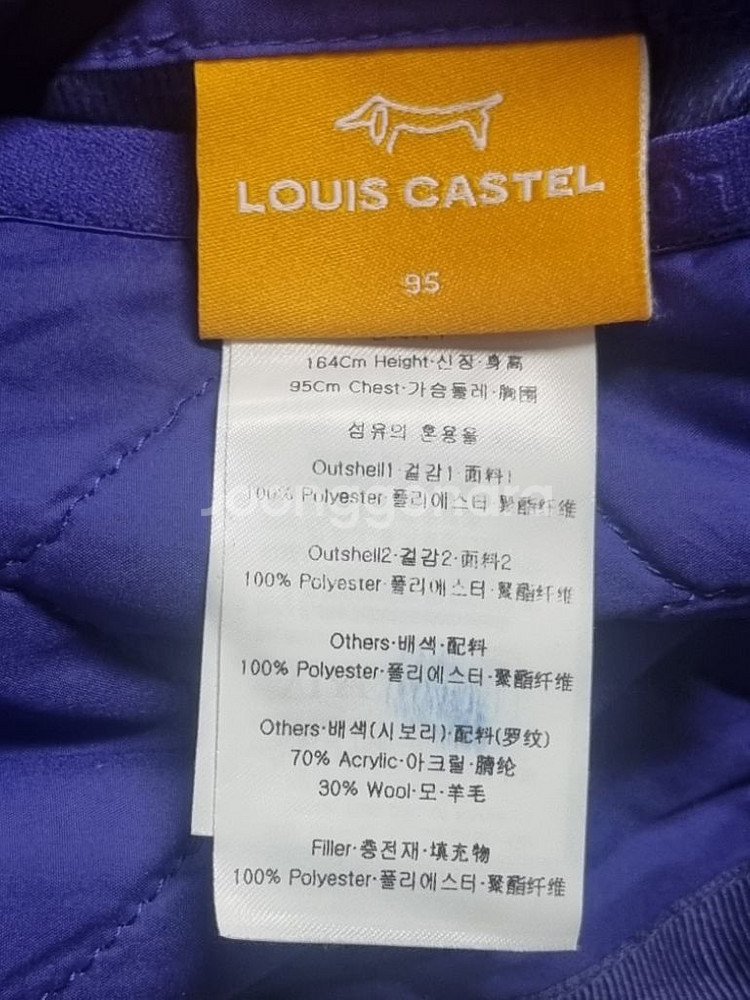 LOUIS CASTEL
95
164Cm Height·신장·身高
95Cm Chest·가슴둘레·胸围
섬유의 혼용율
Outshell1·겉감1·面料1
100% Polyester·폴리에스터·聚酯纤维
joonggonara
Outshell2·겉감2·面料2
100% Polyester·폴리에스터·聚酯纤维
Others·배색·配料
100% Polyester·폴리에스터·聚酯纤维
Others·배색(시보리)·配料(罗纹)
70% Acrylic·아크릴·腈纶
30% Wool·모·羊毛
Filler·충전재·填充物
100% Polyester·폴리에스터·聚酯纤维